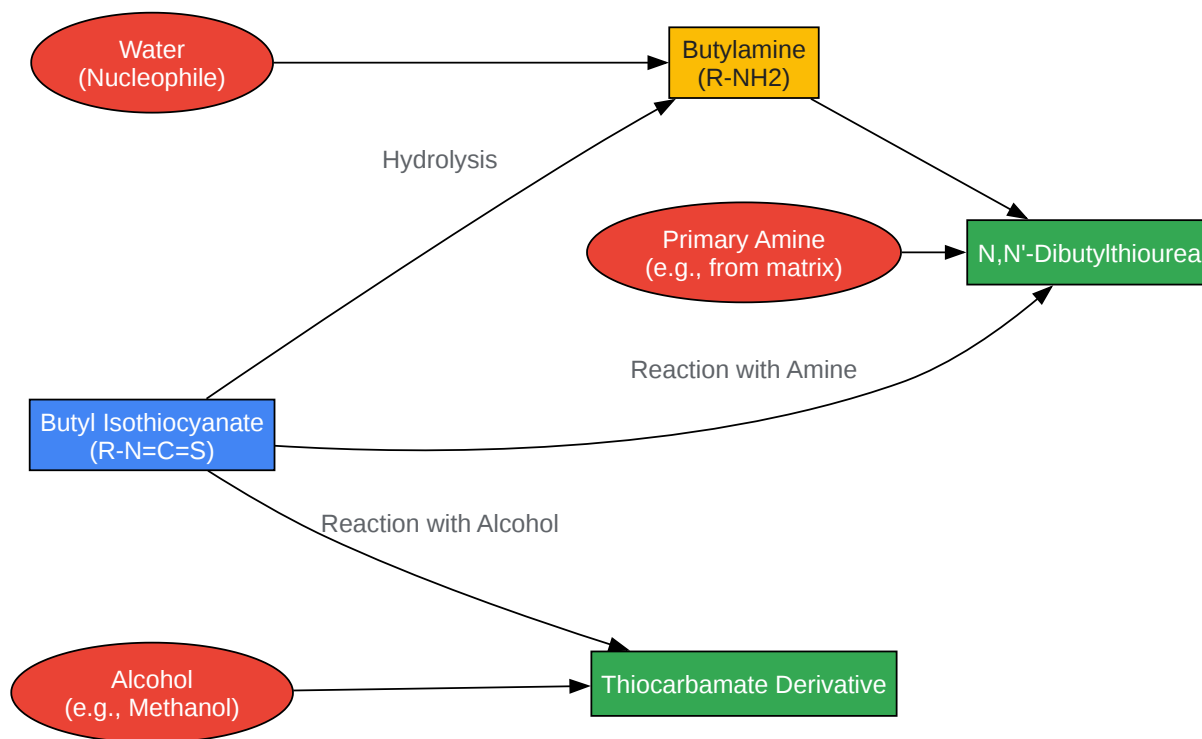 Water
(Nucleophile)
Butylamine
(R-NH2)
Hydrolysis
Primary Amine
(e.g., from matrix)
N,N'-Dibutylthiourea
Reaction with Amine
Butyl Isothiocyanate
(R-N=C=S)
Reaction with Alcohol
Alcohol
(e.g., Methanol)
Thiocarbamate Derivative